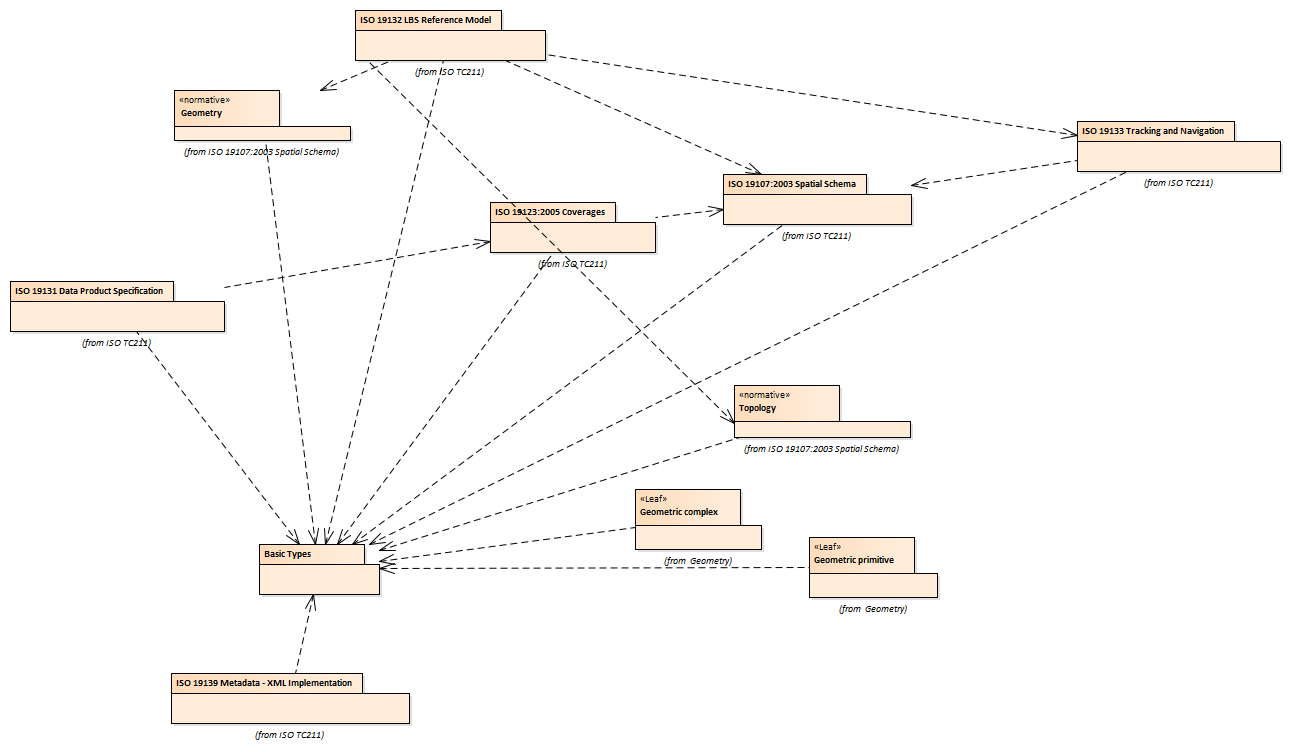 ISO 19132 LBS Reference Model
(from ISO TC211)
«normative»
Geometry
(from ISO 19107:2003 Spatial Schema)
ISO 19133 Tracking and Navigation
(from ISO TC211)
ISO 19107:2003 Spatial Schema
(from ISO TC211)
ISO 19123:2005 Coverages
(from ISO TC211)
ISO 19131 Data Product Specification
(from ISO TC211)
«normative»
Topology
(from ISO 19107:2003 Spatial Schema)
«Leaf»
Geometric complex
(from Geometry)
«Leaf»
Geometric primitive
(from Geometry)
Basic Types
ISO 19139 Metadata - XML Implementation
(from ISO TC211)